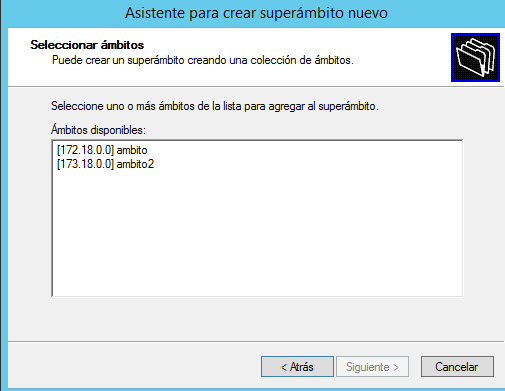 Asistente para crear superámbito nuevo
Seleccionar ámbitos
Puede crear un superámbito creando una colección de ámbitos.
Seleccione uno o más ámbitos de la lista para agregar al superámbito.
Ámbitos disponibles:
[172.18.0.0] ambito
[173.18.0.0] ambito2
< Atrás
Siguiente >
Cancelar